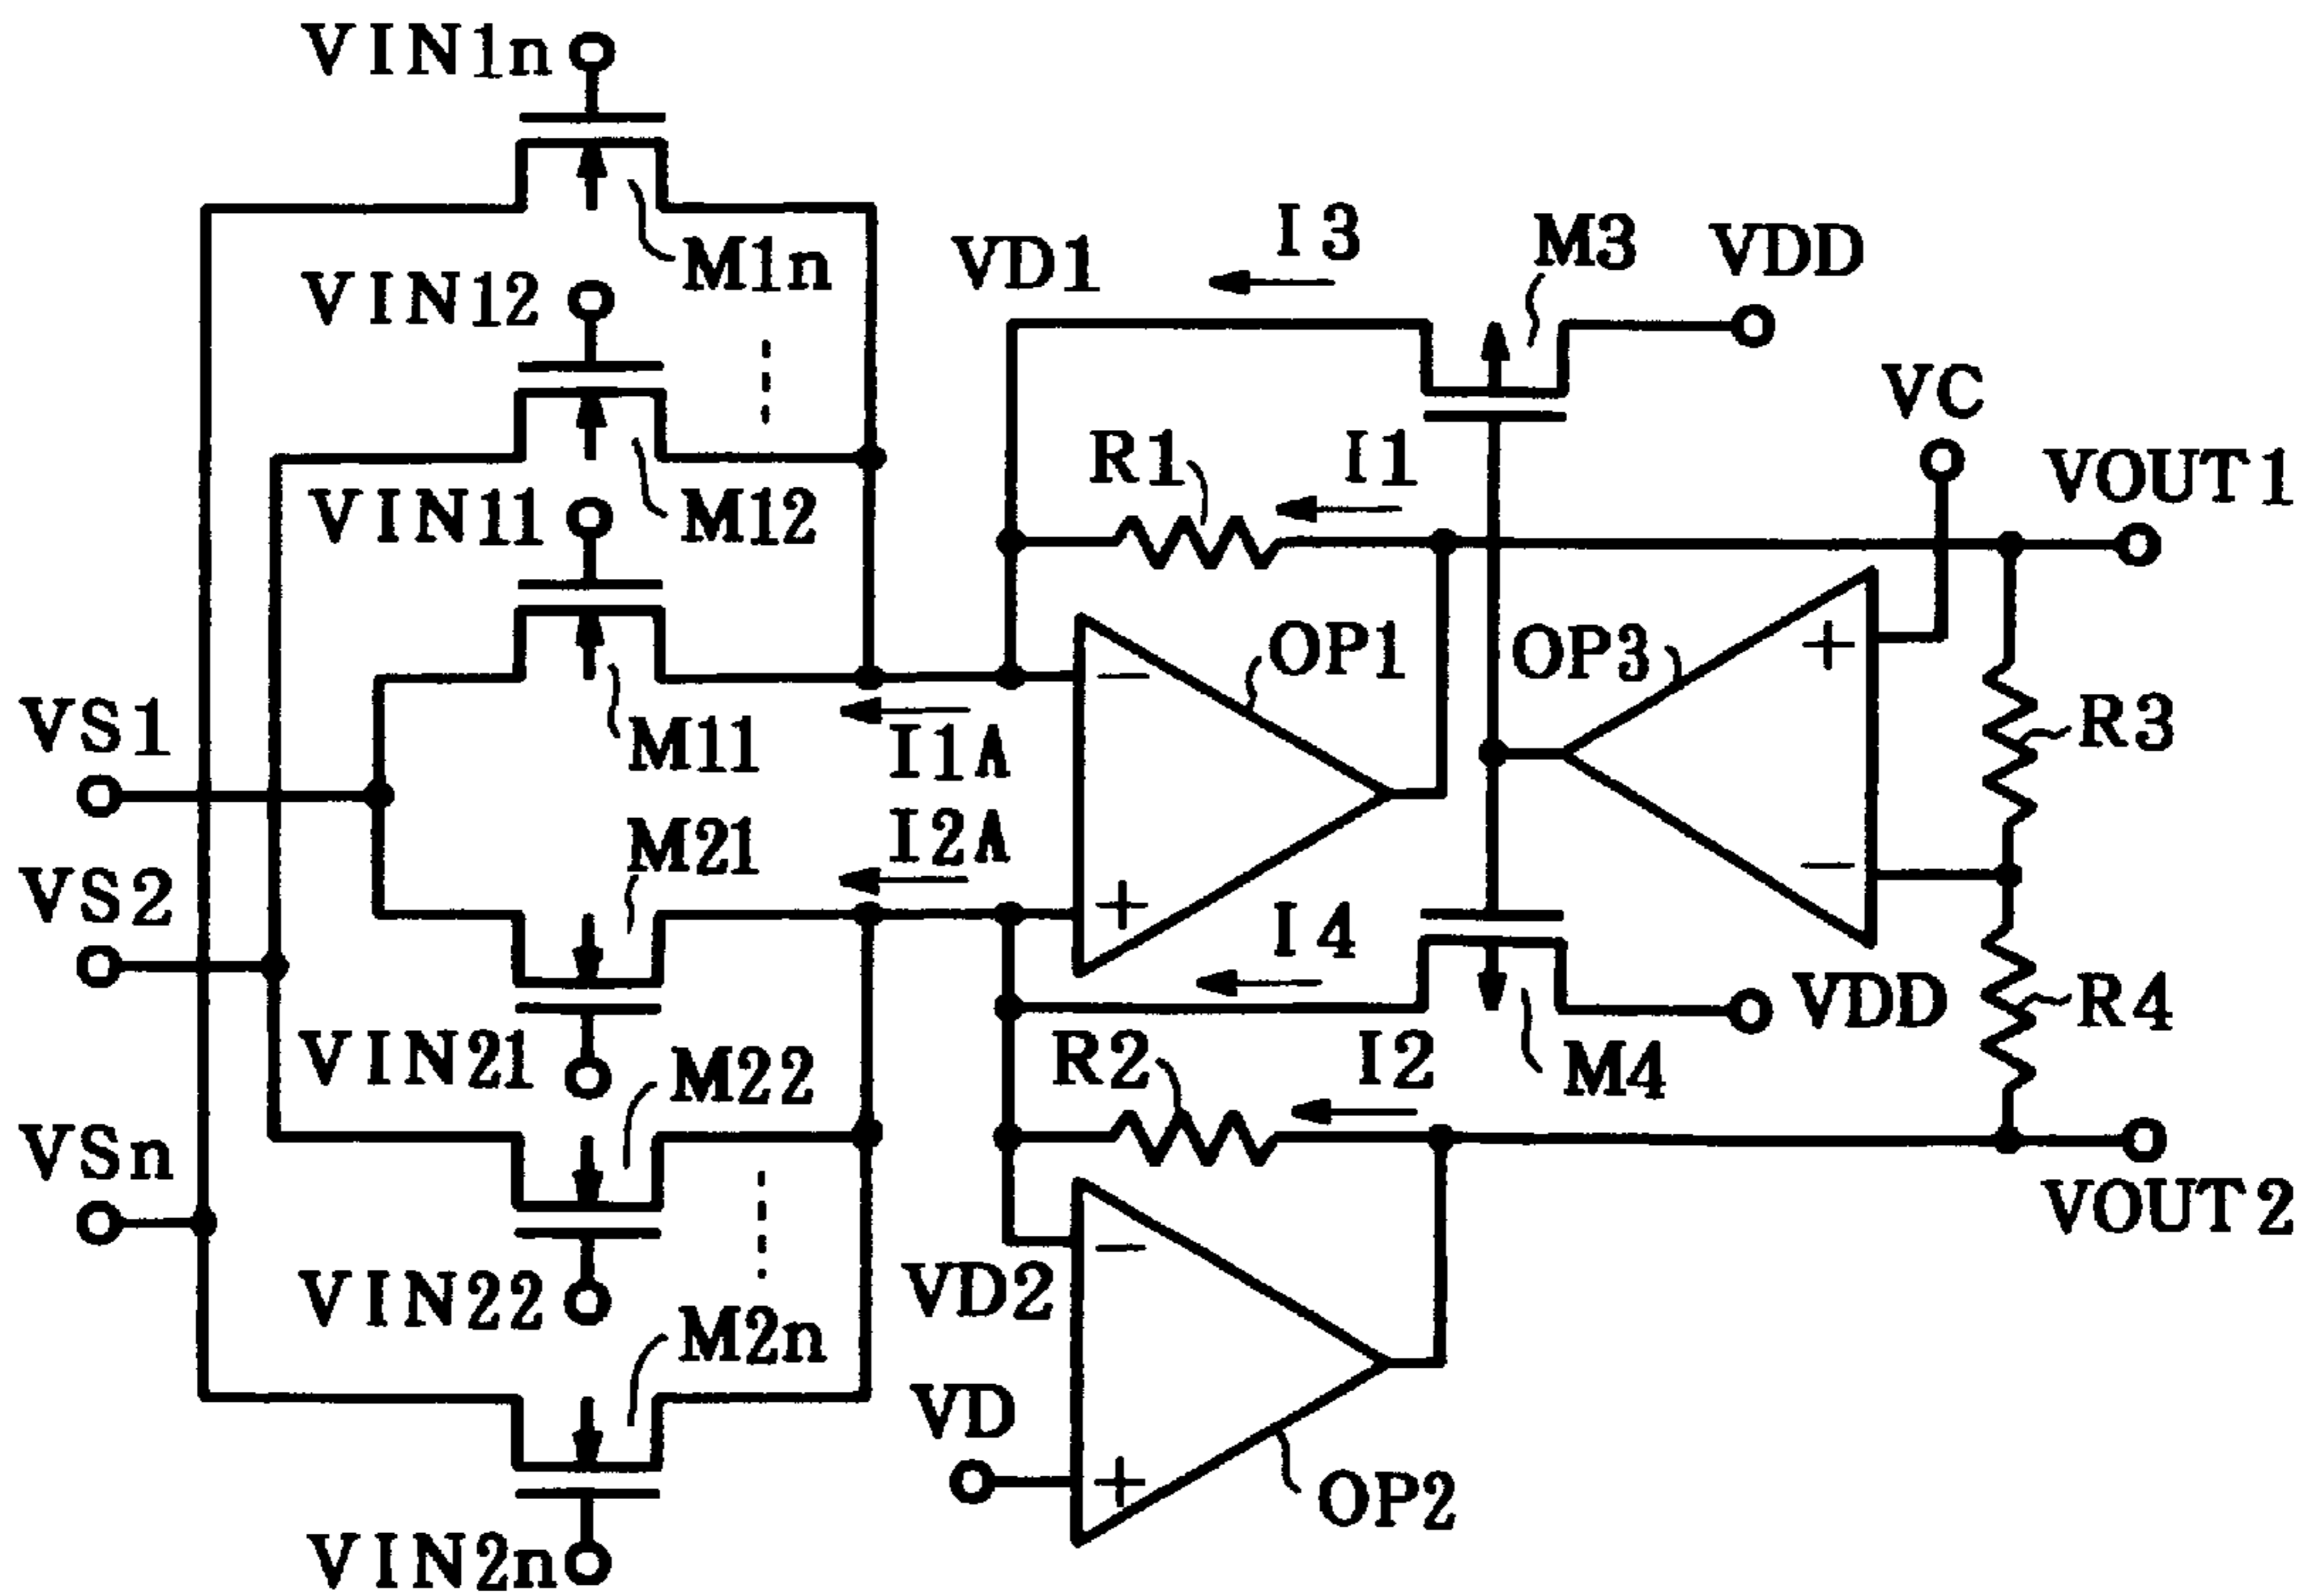 VIN1n
M1n
VIN12
M12
VIN11
M11
VD1
I3
M3
VDD
VC
R1
I1
VOUT1
OP1
OP3
+
−
−
+
R3
VS1
I1A
I2A
M21
VS2
I4
VDD
R4
VIN21
M22
R2
I2
M4
VSn
VOUT2
VIN22
VD2
−
M2n
VD
+
OP2
VIN2n